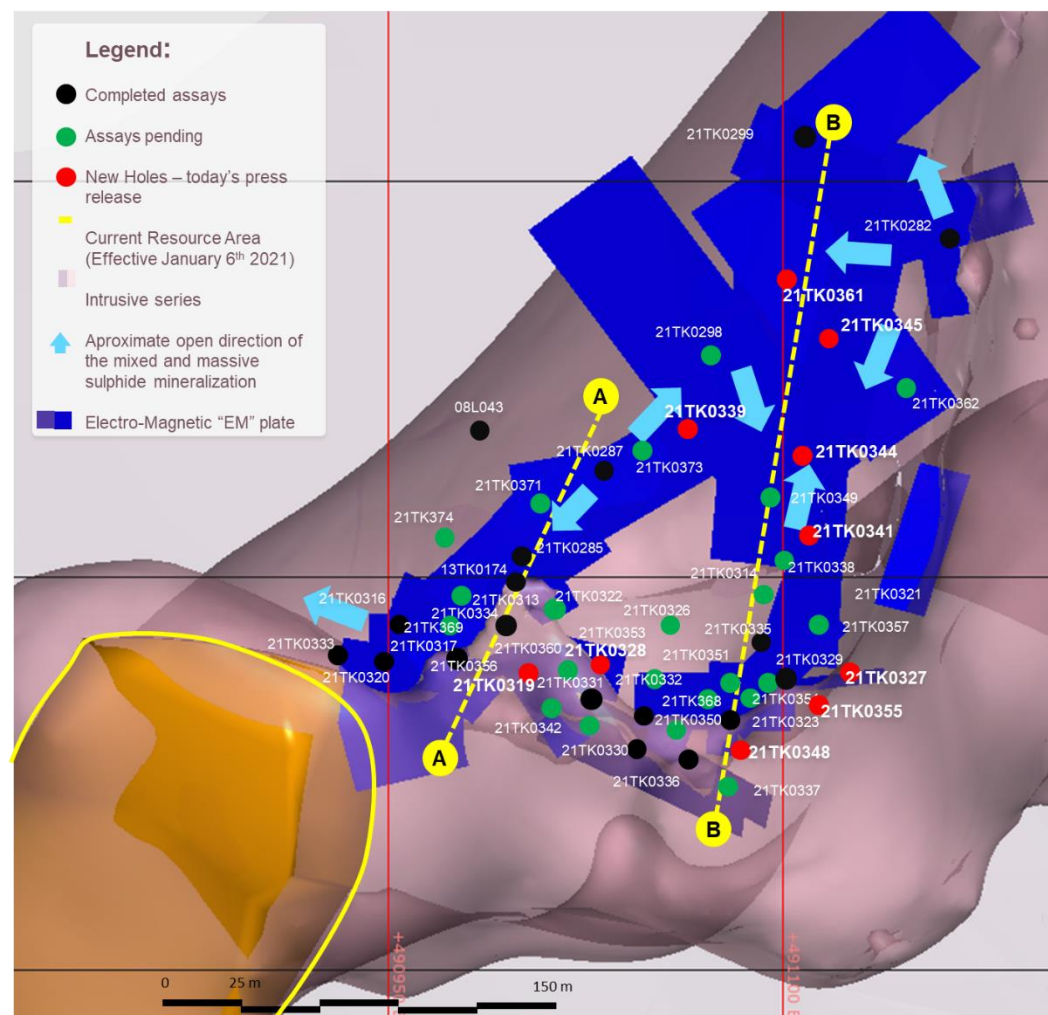 Legend:
Completed assays
Assays pending
New Holes – today's press
release
Current Resource Area
(Effective January 6th 2021)
Intrusive series
Aproximate open direction of
the mixed and massive
sulphide mineralization
Electro-Magnetic "EM" plate
B
21TK0299
21TK0282
21TK0361
21TK0345
21TK0298
21TK0362
A
08L043
21TK0339
21TK0287
21TK0373
21TK0344
21TK0371
21TK0349
21TK374
21TK0341
21TK0285
21TK0338
13TK0174
21TK0314
21TK0316
21TK0313
21TK0322
21TK0321
21TK0334
21TK0326
21TK369
21TK0353
21TK0335
21TK0357
21TK0333
21TK0317
21TK0360
21TK0328
21TK0351
21TK0329
21TK0320
21TK0356
21TK0319
21TK0331
21TK0332
21TK0327
21TK368
21TK0354
21TK0355
21TK0342
21TK0350
21TK0323
21TK0330
21TK0348
A
21TK0336
21TK0337
B
0
25 m
150 m
+491100 E